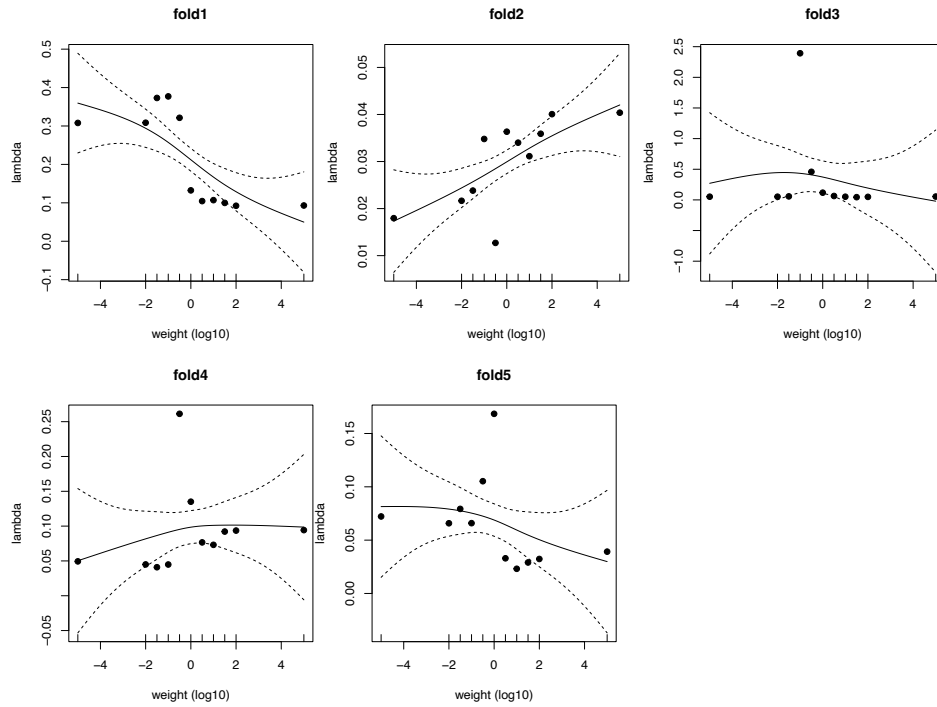 fold1
fold2
fold3
lambda
0.5
0.4
0.3
0.2
0.1
0.0
−0.1
−4 −2 0 2 4
weight (log10)
lambda
0.05
0.04
0.03
0.02
0.01
−4 −2 0 2 4
weight (log10)
lambda
2.5
2.0
1.5
1.0
0.5
0.0
−1.0
−4 −2 0 2 4
weight (log10)
fold4
fold5
lambda
0.25
0.20
0.15
0.10
0.05
−0.05
−4 −2 0 2 4
weight (log10)
lambda
0.15
0.10
0.05
0.00
−4 −2 0 2 4
weight (log10)